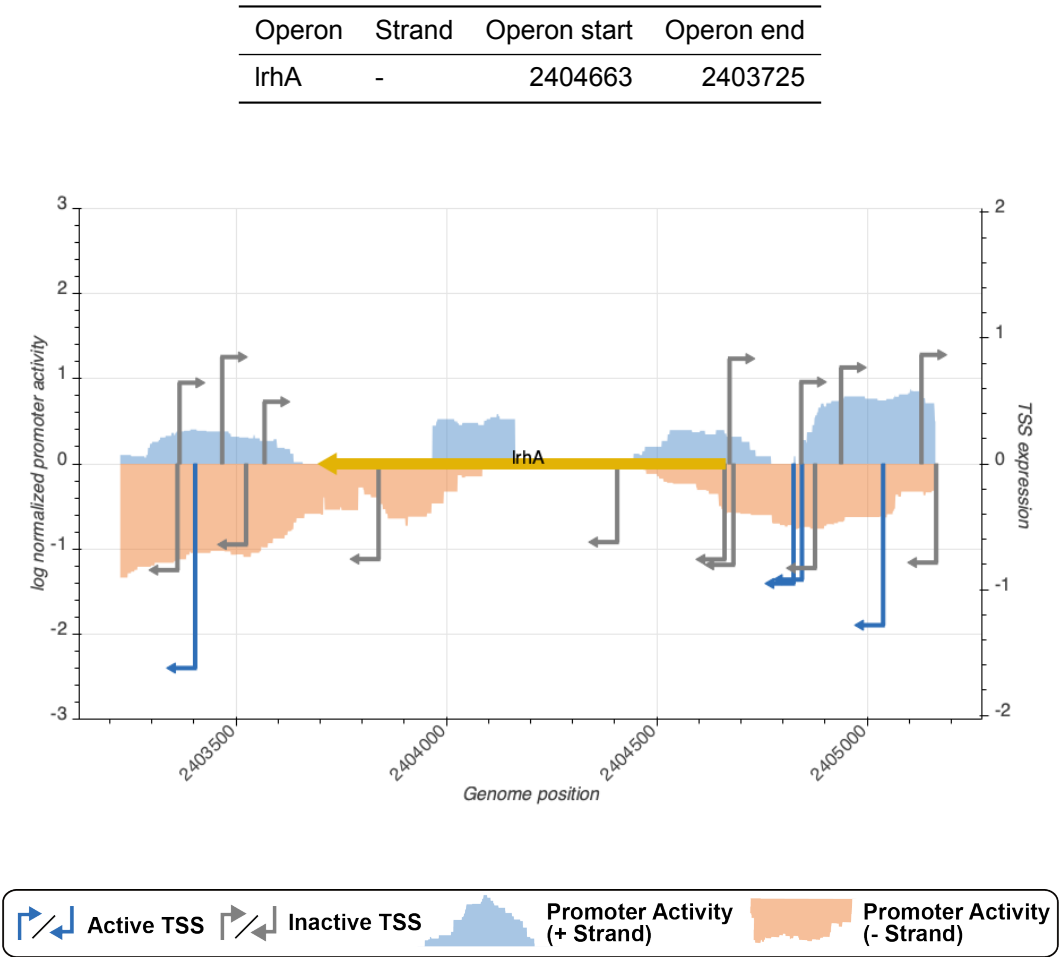 Operon Strand Operon start Operon end
lrhA - 2404663 2403725
3
2
1
0
-1
-2
-3
log normalized promoter activity
lrhA
2
1
0
-1
-2
TSS expression
2403500 2404000 2404500 2405000
Genome position
Active TSS
Inactive TSS
Promoter Activity
(+ Strand)
Promoter Activity
(- Strand)